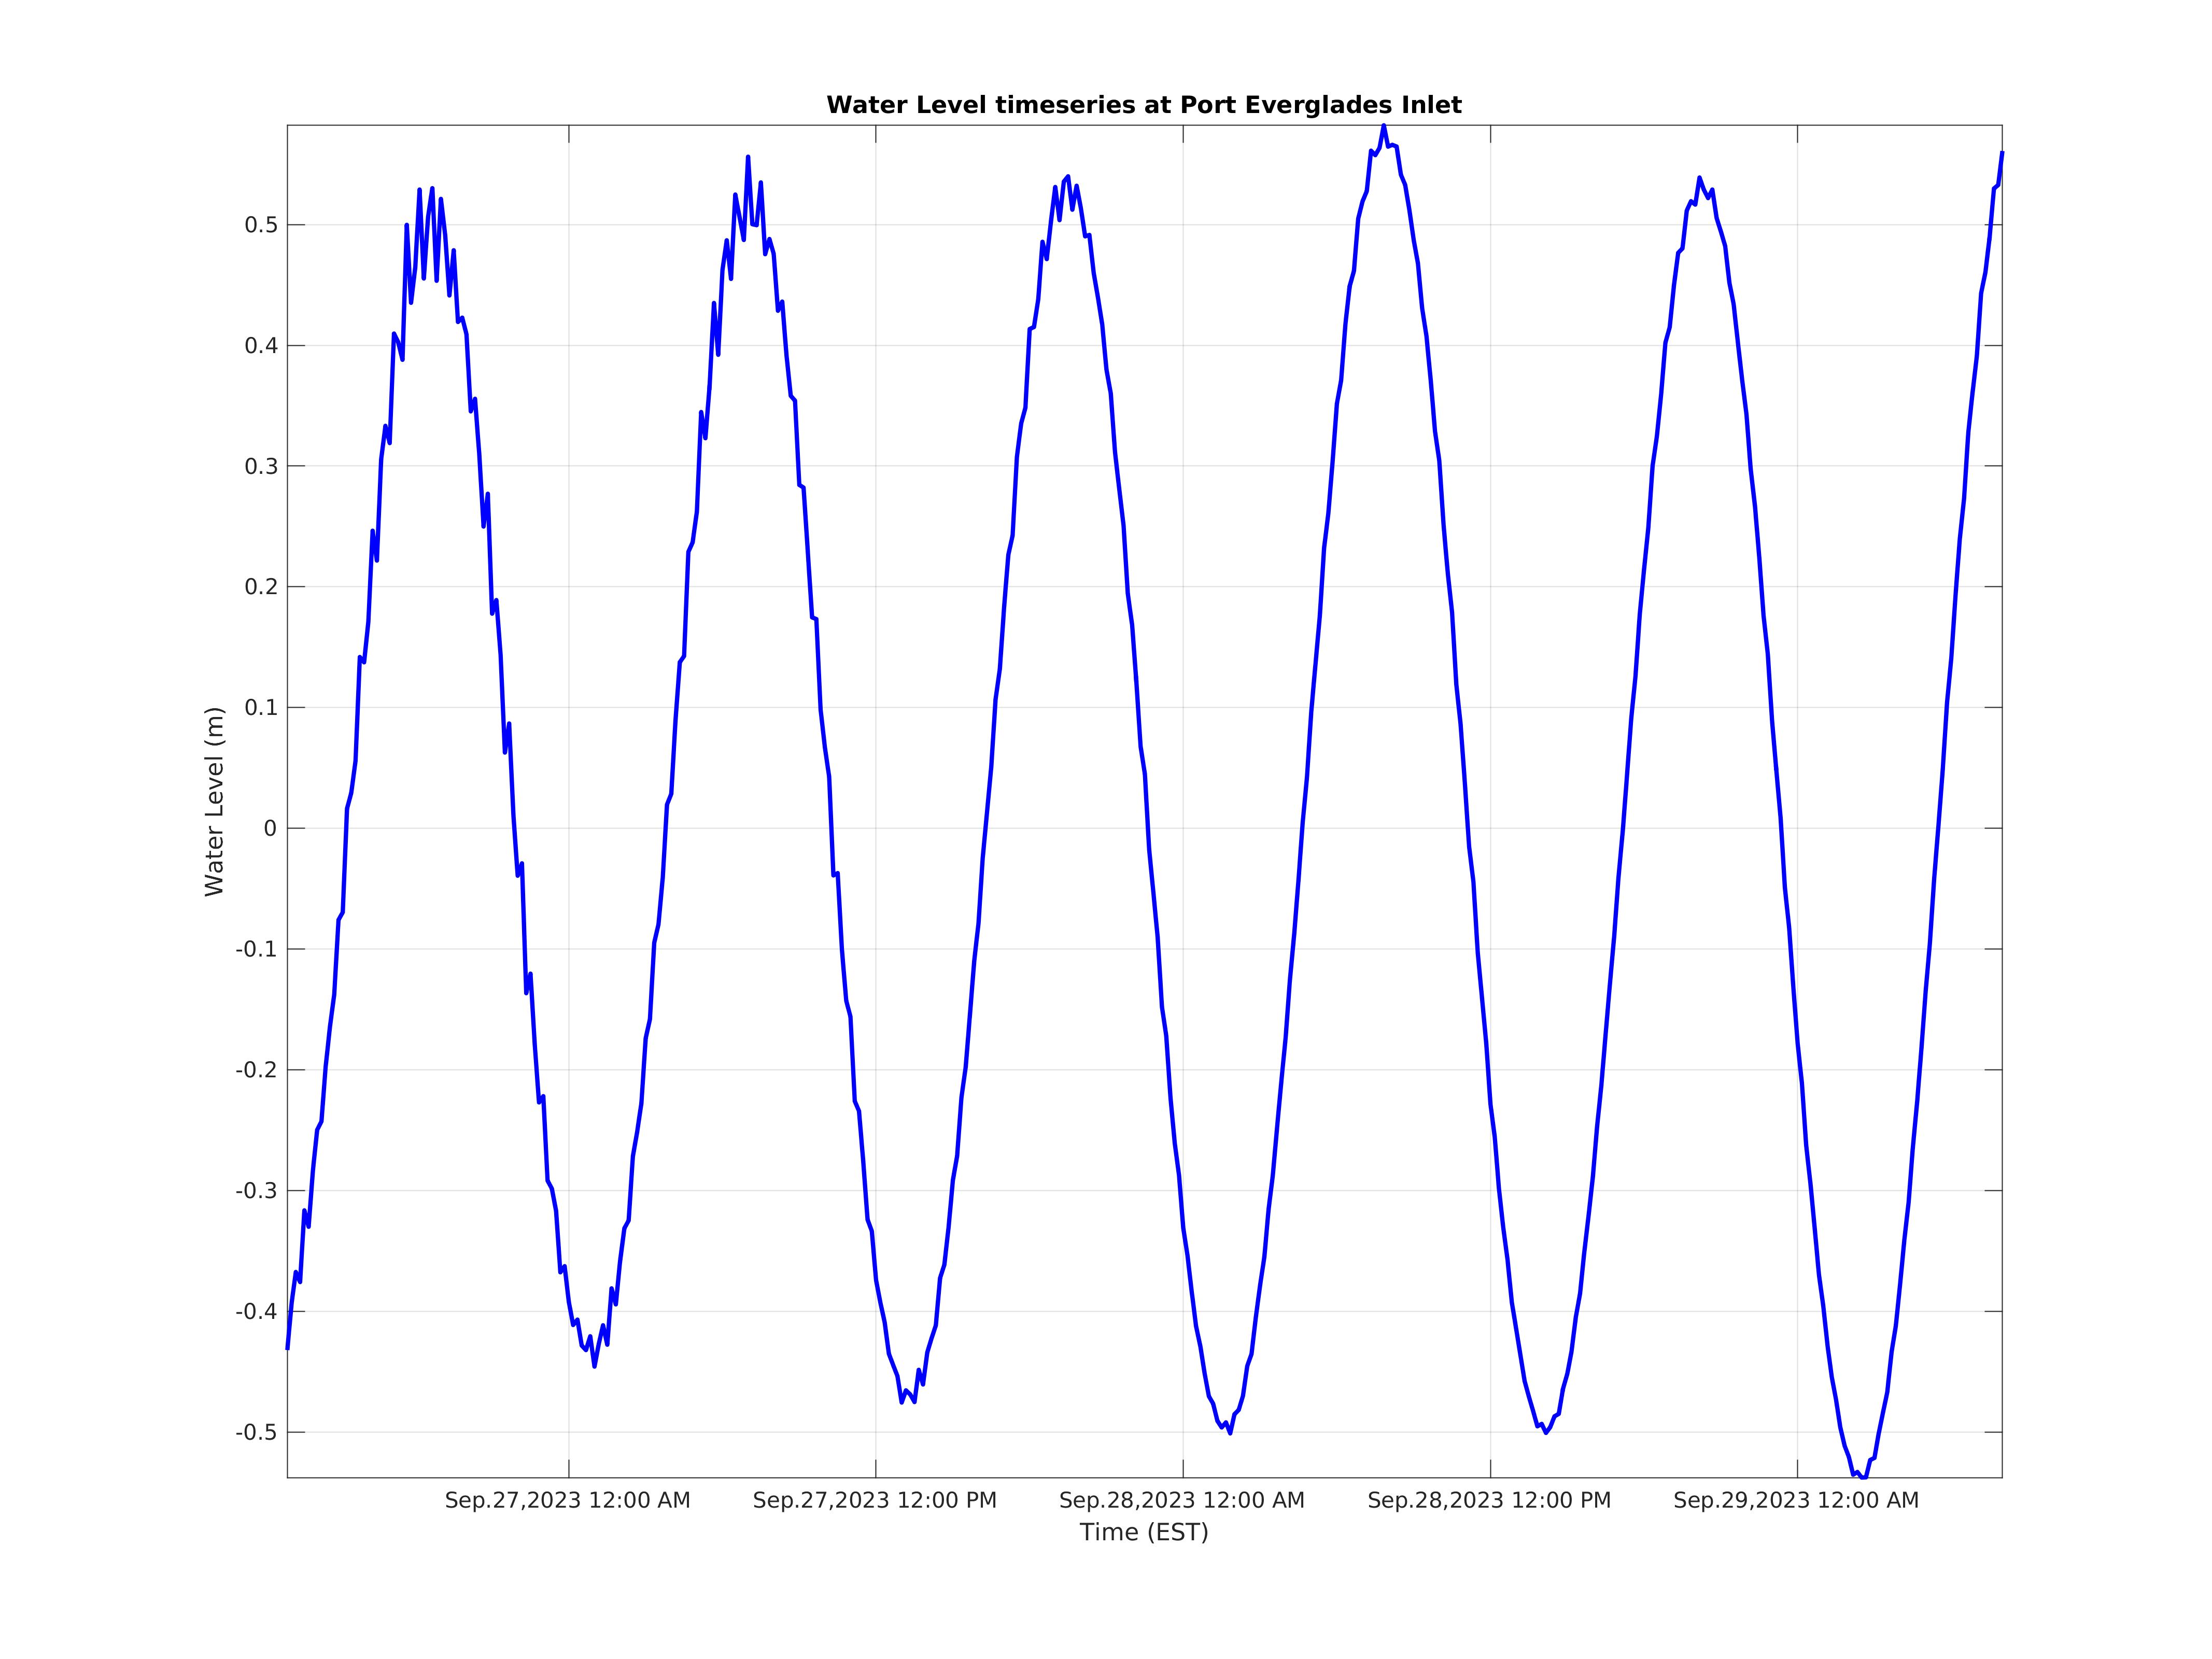 Water Level timeseries at Port Everglades Inlet
0.5
0.4
0.3
0.2
0.1
0
-0.1
-0.2
-0.3
-0.4
-0.5
Water Level (m)
Sep.27,2023 12:00 AM Sep.27,2023 12:00 PM Sep.28,2023 12:00 AM Sep.28,2023 12:00 PM Sep.29,2023 12:00 AM
Time (EST)